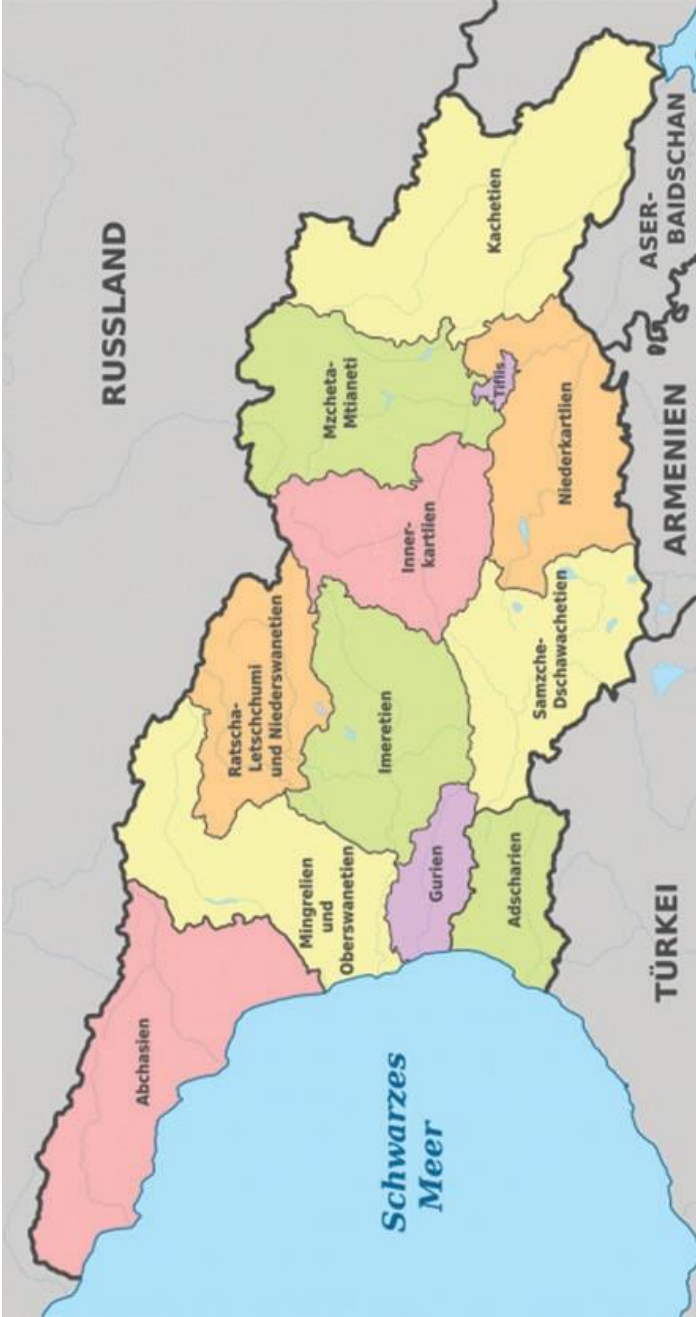 RUSSLAND
Abchasien
Mingrelien
und
Oberswanetien
Ratscha-
Letschchumi
und Niederswanetien
Mzcheta-
Mtianeti
Inner-
kartlien
Imeretien
Kachetien
Tiflis
Gurien
Niederkartlien
Samzche-
Dschawachetien
Adscharien
Schwarzes
Meer
TÜRKEI
ARMENIEN
ASER-
BAIDSCHAN